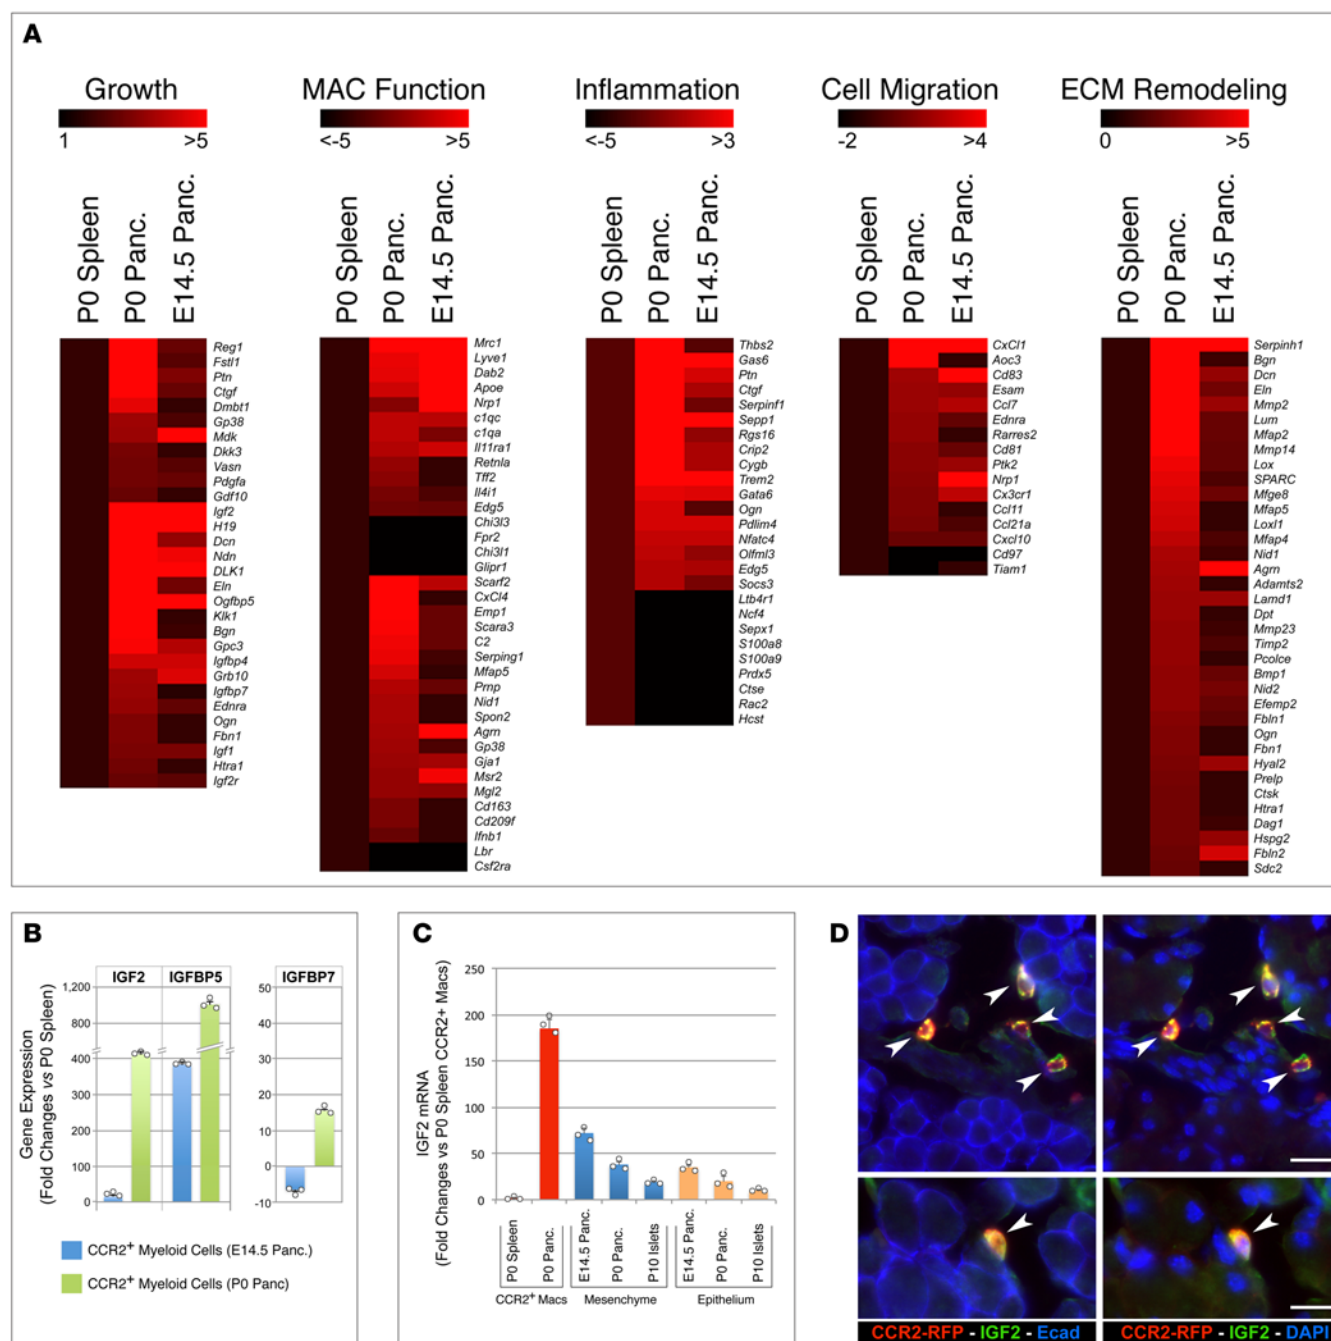 A
Growth
1 >5
P0 Spleen
P0 Panc.
E14.5 Panc.
Reg1
Fstl1
Ptn
Ctgf
Dmbt1
Gp38
Mdk
Dkk3
Vasn
Pdgfa
Gdf10
Igf2
H19
Dcn
Ndn
DLK1
Eln
Ogfbp5
Klk1
Bgn
Gpc3
Igfbp4
Grb10
Igfbp7
Ednra
Ogn
Fbn1
Igf1
Htra1
Igf2r
MAC Function
<-5 >5
P0 Spleen
P0 Panc.
E14.5 Panc.
Mrc1
Lyve1
Dab2
Apoe
Nrp1
c1qc
c1qa
Il11ra1
Retnla
Tff2
Il4i1
Edg5
Chi3l3
Fpr2
Chi3l1
Glipr1
Scarf2
CxCl4
Emp1
Scara3
C2
Serping1
Mfap5
Prnp
Nid1
Spon2
Agrn
Gp38
Gja1
Msr2
Mgl2
Cd163
Cd209f
Ifnb1
Lbr
Csf2ra
Inflammation
<-5 >3
P0 Spleen
P0 Panc.
E14.5 Panc.
Thbs2
Gas6
Ptn
Ctgf
Serpinf1
Sepp1
Rgs16
Crip2
Cygb
Trem2
Gata6
Ogn
Pdlim4
Nfatc4
Olfml3
Edg5
Socs3
Ltb4r1
Ncf4
Sepx1
S100a8
S100a9
Prdx5
Ctse
Rac2
Hcst
Cell Migration
-2 >4
P0 Spleen
P0 Panc.
E14.5 Panc.
CxCl1
Aoc3
Cd83
Esam
Ccl7
Ednra
Rarres2
Cd81
Ptk2
Nrp1
Cx3cr1
Ccl11
Ccl21a
Cxcl10
Cd97
Tiam1
ECM Remodeling
0 >5
P0 Spleen
P0 Panc.
E14.5 Panc.
Serpinh1
Bgn
Dcn
Eln
Mmp2
Lum
Mfap2
Mmp14
Lox
SPARC
Mfge8
Mfap5
Loxl1
Mfap4
Nid1
Agrn
Adamts2
Lamd1
Dpt
Mmp23
Timp2
Pcolce
Bmp1
Nid2
Efemp2
Fbln1
Ogn
Fbn1
Hyal2
Prelp
Ctsk
Htra1
Dag1
Hspg2
Fbln2
Sdc2
B
Gene Expression
(Fold Changes vs P0 Spleen)
IGF2 IGFBP5 IGFBP7
1,200
800
400
300
200
100
0
50
40
30
20
10
0
-10
CCR2+ Myeloid Cells (E14.5 Panc.)
CCR2+ Myeloid Cells (P0 Panc)
C
IGF2 mRNA
(Fold Changes vs P0 Spleen CCR2+ Macs)
250
200
150
100
50
0
P0 Spleen
P0 Panc.
E14.5 Panc.
P0 Panc.
P10 Islets
E14.5 Panc.
P0 Panc.
P10 Islets
CCR2+ Macs Mesenchyme Epithelium
D
CCR2-RFP - IGF2 - Ecad
CCR2-RFP - IGF2 - DAPI